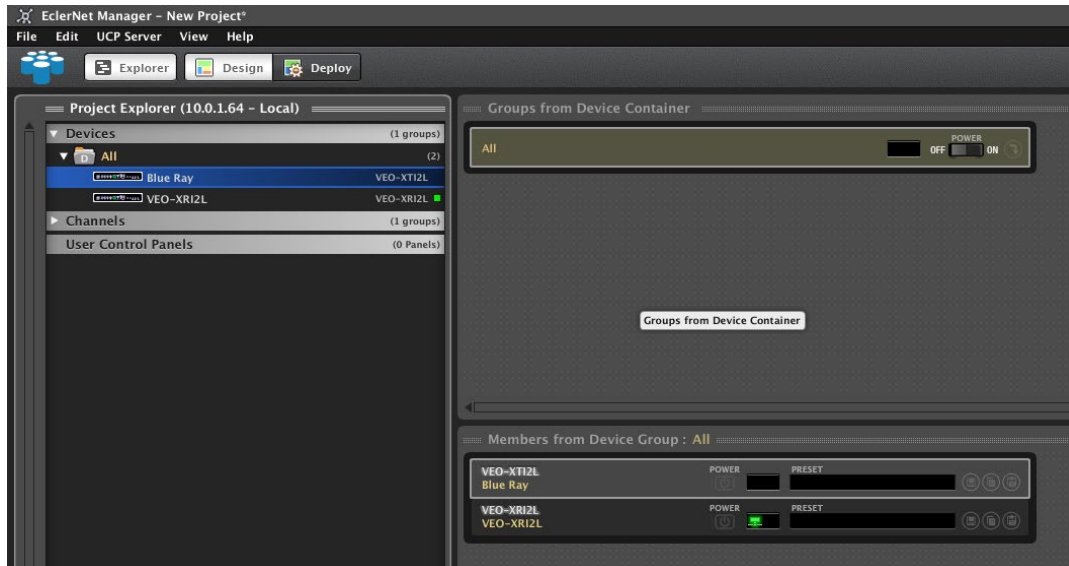 EclerNet Manager - New Project*
File Edit UCP Server View Help
Explorer Design Deploy
Project Explorer (10.0.1.64 - Local)
Devices (1 groups)
D All (2)
Blue Ray VEO-XTI2L
VEO-XRI2L VEO-XRI2L
Channels (1 groups)
User Control Panels (0 Panels)
Groups from Device Container
All POWER OFF ON
Groups from Device Container
Members from Device Group : All
VEO-XTI2L POWER PRESET
Blue Ray
VEO-XRI2L POWER PRESET
VEO-XRI2L